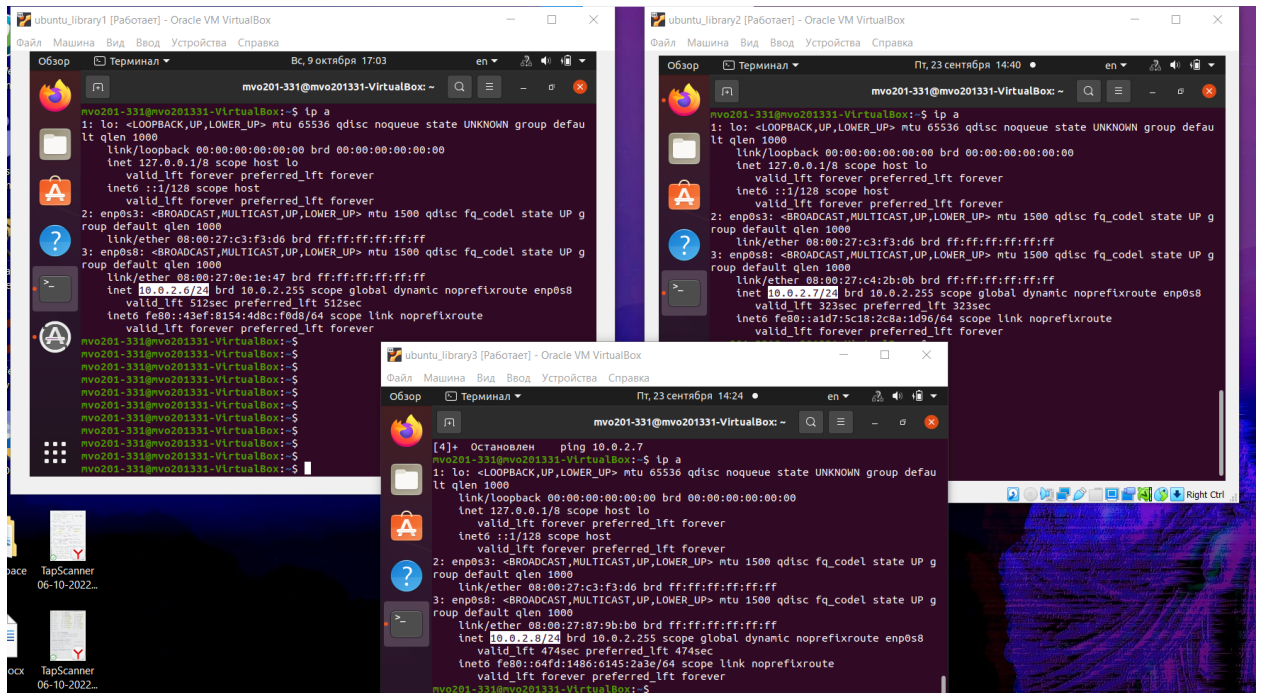 ubuntu_library1 [Работает] - Oracle VM VirtualBox
Файл Машина Вид Ввод Устройства Справка
Обзор Терминал Вс, 9 октября 17:03 en
mvo201-331@mvo201331-VirtualBox: ~
mvo201-331@mvo201331-VirtualBox:~$ ip a
1: lo: <LOOPBACK,UP,LOWER_UP> mtu 65536 qdisc noqueue state UNKNOWN group defau
lt qlen 1000
link/loopback 00:00:00:00:00:00 brd 00:00:00:00:00:00
inet 127.0.0.1/8 scope host lo
valid_lft forever preferred_lft forever
inet6 ::1/128 scope host
valid_lft forever preferred_lft forever
2: enp0s3: <BROADCAST,MULTICAST,UP,LOWER_UP> mtu 1500 qdisc fq_codel state UP g
roup default qlen 1000
link/ether 08:00:27:c3:f3:d6 brd ff:ff:ff:ff:ff:ff
3: enp0s8: <BROADCAST,MULTICAST,UP,LOWER_UP> mtu 1500 qdisc fq_codel state UP g
roup default qlen 1000
link/ether 08:00:27:0e:1e:47 brd ff:ff:ff:ff:ff:ff
inet 10.0.2.6/24 brd 10.0.2.255 scope global dynamic noprefixroute enp0s8
valid_lft 512sec preferred_lft 512sec
inet6 fe80::43ef:8154:4d8c:f0d8/64 scope link noprefixroute
valid_lft forever preferred_lft forever
mvo201-331@mvo201331-VirtualBox:~$
mvo201-331@mvo201331-VirtualBox:~$
mvo201-331@mvo201331-VirtualBox:~$
mvo201-331@mvo201331-VirtualBox:~$
mvo201-331@mvo201331-VirtualBox:~$
mvo201-331@mvo201331-VirtualBox:~$
mvo201-331@mvo201331-VirtualBox:~$
mvo201-331@mvo201331-VirtualBox:~$
mvo201-331@mvo201331-VirtualBox:~$
mvo201-331@mvo201331-VirtualBox:~$
mvo201-331@mvo201331-VirtualBox:~$
ubuntu_library2 [Работает] - Oracle VM VirtualBox
Файл Машина Вид Ввод Устройства Справка
Обзор Терминал Пт, 23 сентября 14:40 en
mvo201-331@mvo201331-VirtualBox: ~
mvo201-331@mvo201331-VirtualBox:~$ ip a
1: lo: <LOOPBACK,UP,LOWER_UP> mtu 65536 qdisc noqueue state UNKNOWN group defau
lt qlen 1000
link/loopback 00:00:00:00:00:00 brd 00:00:00:00:00:00
inet 127.0.0.1/8 scope host lo
valid_lft forever preferred_lft forever
inet6 ::1/128 scope host
valid_lft forever preferred_lft forever
2: enp0s3: <BROADCAST,MULTICAST,UP,LOWER_UP> mtu 1500 qdisc fq_codel state UP g
roup default qlen 1000
link/ether 08:00:27:c3:f3:d6 brd ff:ff:ff:ff:ff:ff
3: enp0s8: <BROADCAST,MULTICAST,UP,LOWER_UP> mtu 1500 qdisc fq_codel state UP g
roup default qlen 1000
link/ether 08:00:27:c4:2b:0b brd ff:ff:ff:ff:ff:ff
inet 10.0.2.7/24 brd 10.0.2.255 scope global dynamic noprefixroute enp0s8
valid_lft 323sec preferred_lft 323sec
inet6 fe80::a1d7:5c18:2c8a:1d96/64 scope link noprefixroute
valid_lft forever preferred_lft forever
Right Ctrl
ubuntu_library3 [Работает] - Oracle VM VirtualBox
Файл Машина Вид Ввод Устройства Справка
Обзор Терминал Пт, 23 сентября 14:24 en
mvo201-331@mvo201331-VirtualBox: ~
[4]+ Остановлен ping 10.0.2.7
mvo201-331@mvo201331-VirtualBox:~$ ip a
1: lo: <LOOPBACK,UP,LOWER_UP> mtu 65536 qdisc noqueue state UNKNOWN group defau
lt qlen 1000
link/loopback 00:00:00:00:00:00 brd 00:00:00:00:00:00
inet 127.0.0.1/8 scope host lo
valid_lft forever preferred_lft forever
inet6 ::1/128 scope host
valid_lft forever preferred_lft forever
2: enp0s3: <BROADCAST,MULTICAST,UP,LOWER_UP> mtu 1500 qdisc fq_codel state UP g
roup default qlen 1000
link/ether 08:00:27:c3:f3:d6 brd ff:ff:ff:ff:ff:ff
3: enp0s8: <BROADCAST,MULTICAST,UP,LOWER_UP> mtu 1500 qdisc fq_codel state UP g
roup default qlen 1000
link/ether 08:00:27:87:9b:b0 brd ff:ff:ff:ff:ff:ff
inet 10.0.2.8/24 brd 10.0.2.255 scope global dynamic noprefixroute enp0s8
valid_lft 474sec preferred_lft 474sec
inet6 fe80::64fd:1486:6145:2a3e/64 scope link noprefixroute
valid_lft forever preferred_lft forever
mvo201-331@mvo201331-VirtualBox:~$
TapScanner
06-10-2022...
TapScanner
06-10-2022...